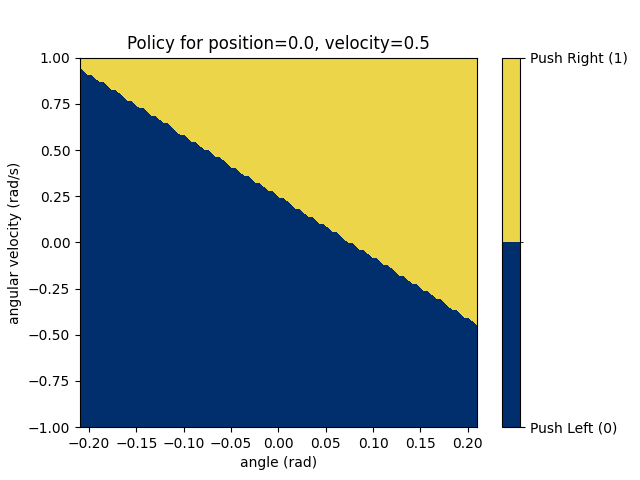 Policy for position=0.0, velocity=0.5
1.00
0.75
0.50
0.25
0.00
−0.25
−0.50
−0.75
−1.00
angular velocity (rad/s)
−0.20 −0.15 −0.10 −0.05 0.00 0.05 0.10 0.15 0.20
angle (rad)
Push Right (1)
Push Left (0)